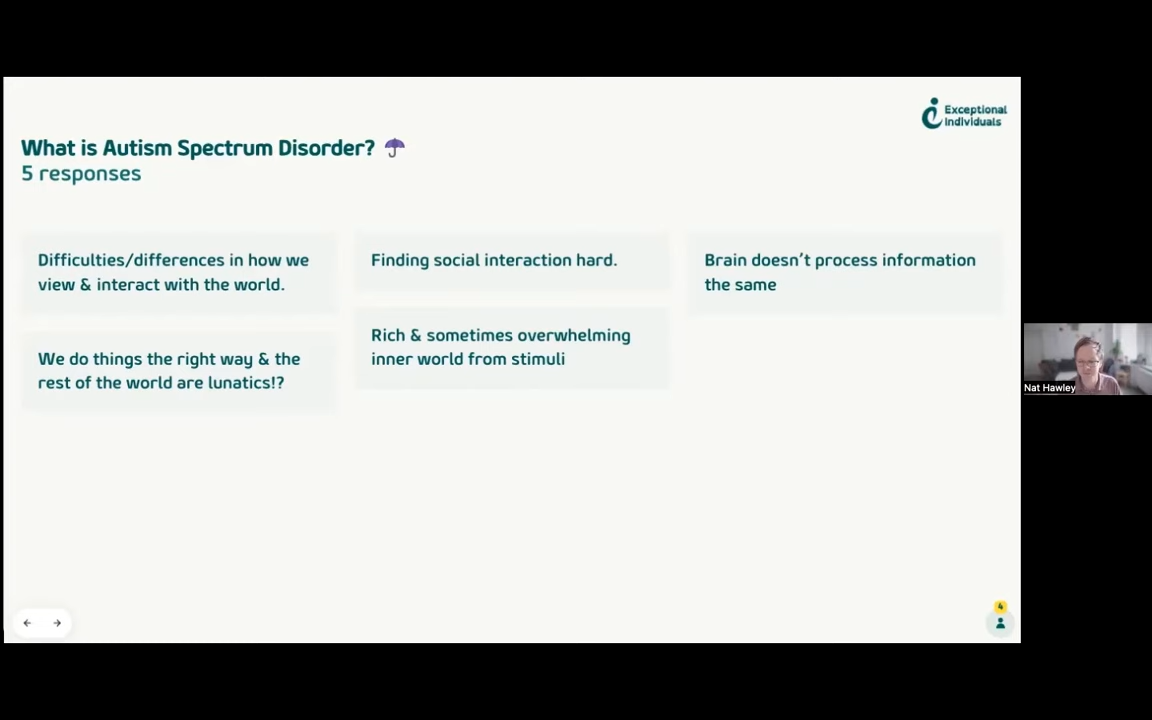 Exceptional
individuals
What is Autism Spectrum Disorder?
5 responses
Difficulties/differences in how we
view & interact with the world.
We do things the right way & the
rest of the world are lunatics!?
Finding social interaction hard.
Rich & sometimes overwhelming
inner world from stimuli
Brain doesn't process information
the same
Nat Hawley
4